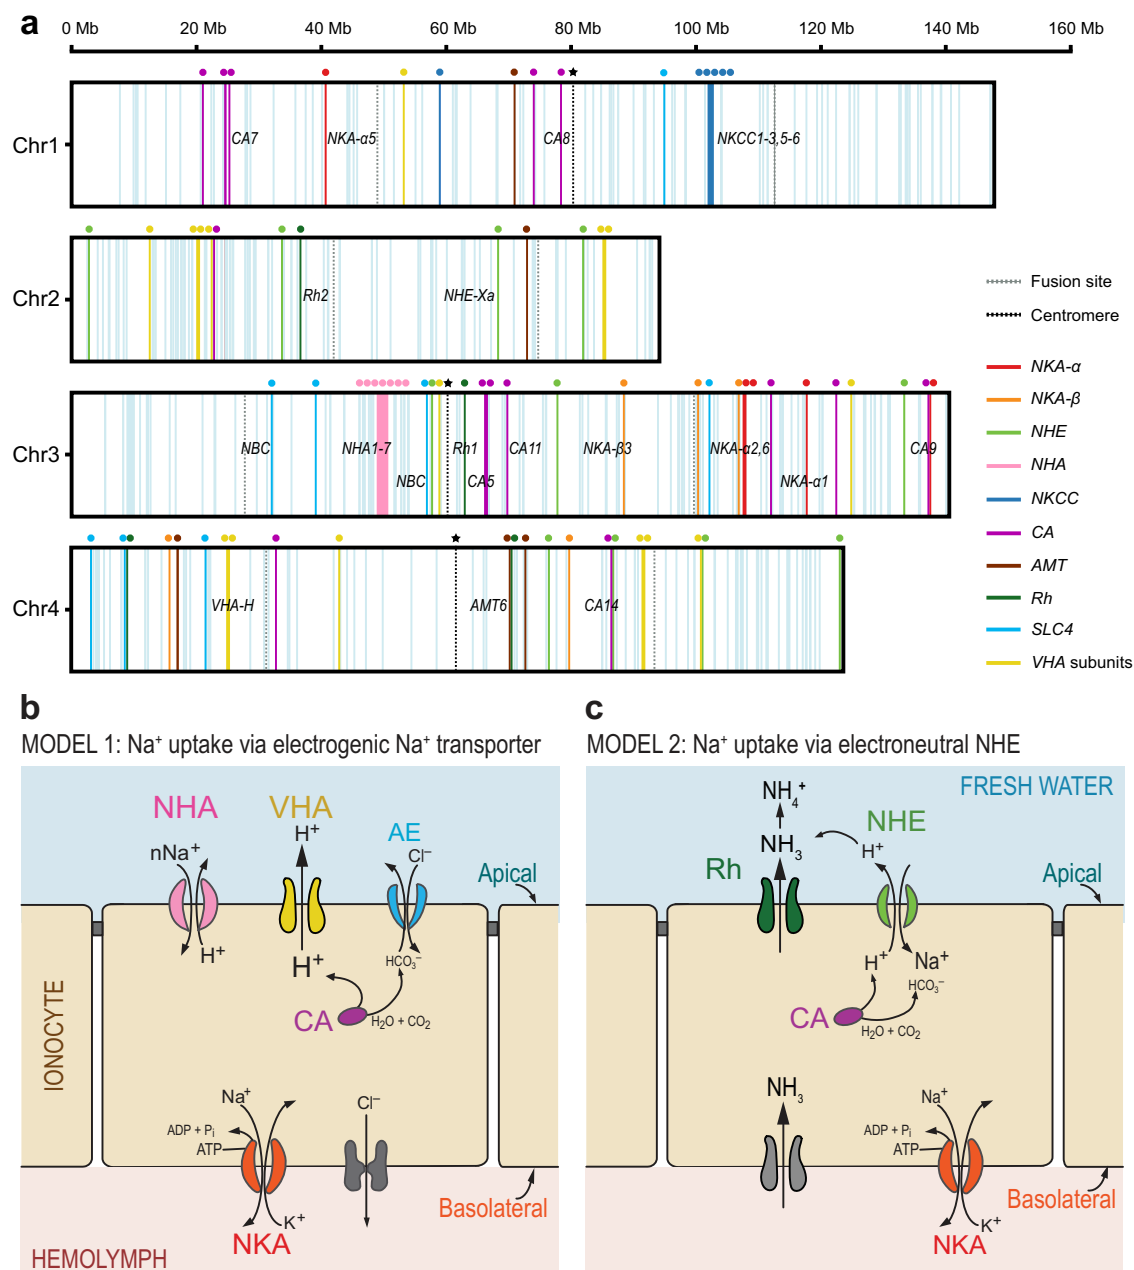 a
0 Mb 20 Mb 40 Mb 60 Mb 80 Mb 100 Mb 120 Mb 140 Mb 160 Mb
Chr1
CA7 NKA-α5 CA8 NKCC1-3,5-6
Chr2
Rh2 NHE-Xa
Chr3
NBC NHA1-7 Rh1 CA11 NKA-β3 NKA-α2,6 CA9
NBC CA5 NKA-α1
Chr4
VHA-H AMT6 CA14
Fusion site
Centromere
NKA-α
NKA-β
NHE
NHA
NKCC
CA
AMT
Rh
SLC4
VHA subunits
b
MODEL 1: Na⁺ uptake via electrogenic Na⁺ transporter
NHA VHA
H⁺
AE
nNa⁺
Cl⁻
Apical
H⁺
H⁺
HCO₃⁻
CA
H₂O + CO₂
IONOCYTE
Na⁺
Cl⁻
ADP + Pᵢ
ATP
Basolateral
K⁺
NKA
HEMOLYMPH
c
MODEL 2: Na⁺ uptake via electroneutral NHE
FRESH WATER
NH₄⁺
NHE
NH₃
H⁺
Rh
Apical
H⁺ Na⁺
HCO₃⁻
CA
H₂O + CO₂
NH₃
Na⁺
ADP + Pᵢ
ATP
Basolateral
K⁺
NKA